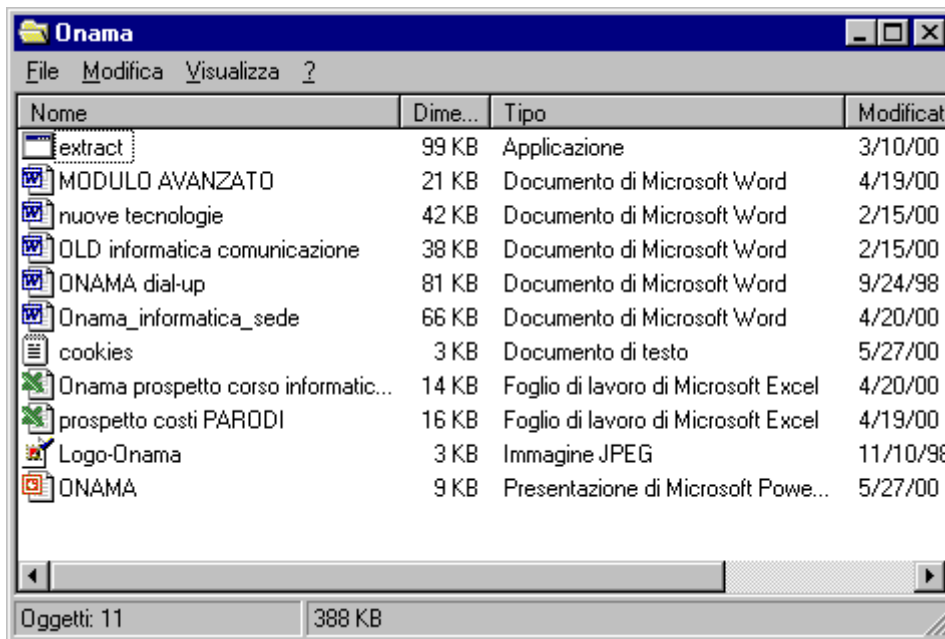 Onama
File Modifica Visualizza ?
Nome Dime... Tipo Modificat
extract 99 KB Applicazione 3/10/00
MODULO AVANZATO 21 KB Documento di Microsoft Word 4/19/00
nuove tecnologie 42 KB Documento di Microsoft Word 2/15/00
OLD informatica comunicazione 38 KB Documento di Microsoft Word 2/15/00
ONAMA dial-up 81 KB Documento di Microsoft Word 9/24/98
Onama_informatica_sede 66 KB Documento di Microsoft Word 4/20/00
cookies 3 KB Documento di testo 5/27/00
Onama prospetto corso informatic... 14 KB Foglio di lavoro di Microsoft Excel 4/20/00
prospetto costi PARODI 16 KB Foglio di lavoro di Microsoft Excel 4/19/00
Logo-Onama 3 KB Immagine JPEG 11/10/98
ONAMA 9 KB Presentazione di Microsoft Powe... 5/27/00
Oggetti: 11 388 KB